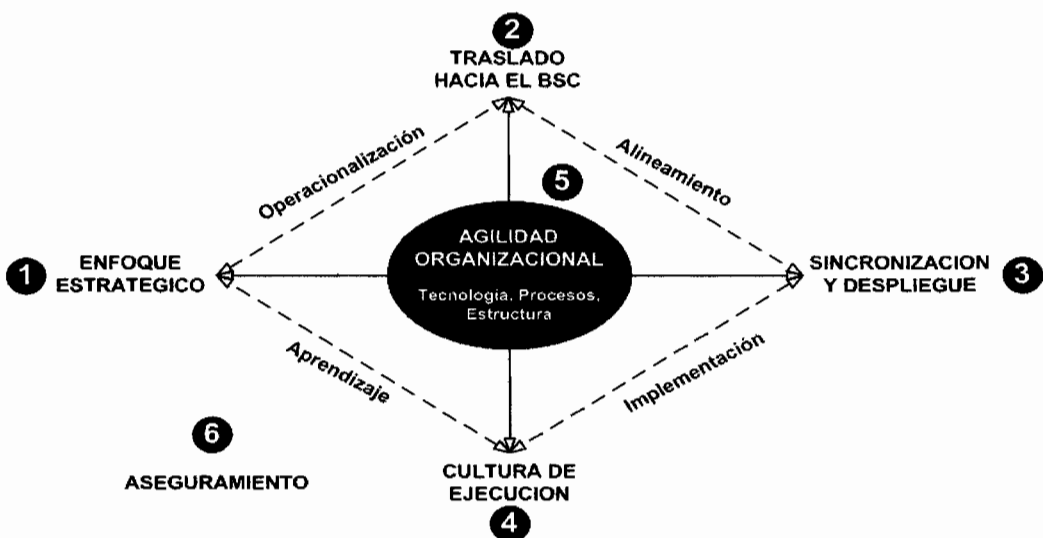 2
TRASLADO
HACIA EL BSC
Operacionalización
Alineamiento
5
AGILIDAD
ORGANIZACIONAL
Tecnología, Procesos,
Estructura
1
ENFOQUE
ESTRATEGICO
SINCRONIZACION
Y DESPLIEGUE
3
Aprendizaje
Implementación
6
ASEGURAMIENTO
CULTURA DE
EJECUCION
4